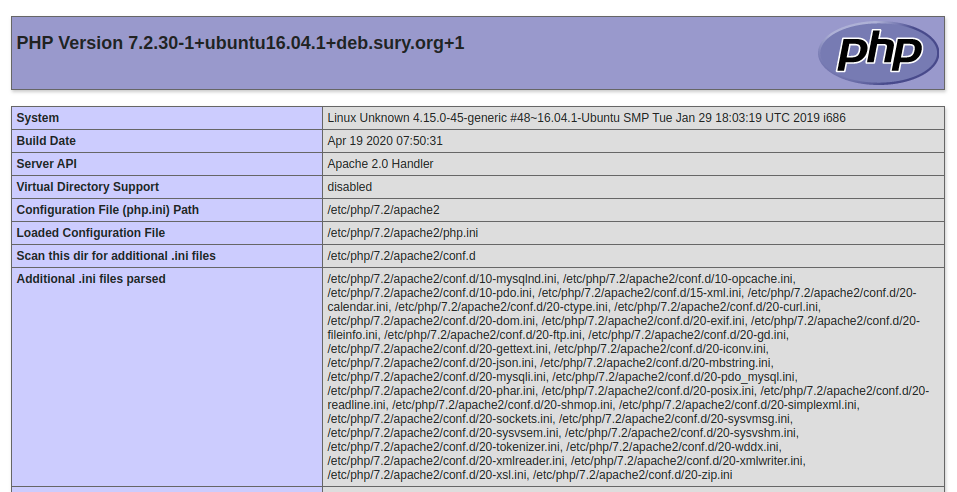 PHP Version 7.2.30-1+ubuntu16.04.1+deb.sury.org+1
php
System Linux Unknown 4.15.0-45-generic #48~16.04.1-Ubuntu SMP Tue Jan 29 18:03:19 UTC 2019 i686
Build Date Apr 19 2020 07:50:31
Server API Apache 2.0 Handler
Virtual Directory Support disabled
Configuration File (php.ini) Path /etc/php/7.2/apache2
Loaded Configuration File /etc/php/7.2/apache2/php.ini
Scan this dir for additional .ini files /etc/php/7.2/apache2/conf.d
Additional .ini files parsed /etc/php/7.2/apache2/conf.d/10-mysqlnd.ini, /etc/php/7.2/apache2/conf.d/10-opcache.ini,
/etc/php/7.2/apache2/conf.d/10-pdo.ini, /etc/php/7.2/apache2/conf.d/15-xml.ini, /etc/php/7.2/apache2/conf.d/20-
calendar.ini, /etc/php/7.2/apache2/conf.d/20-ctype.ini, /etc/php/7.2/apache2/conf.d/20-curl.ini,
/etc/php/7.2/apache2/conf.d/20-dom.ini, /etc/php/7.2/apache2/conf.d/20-exif.ini, /etc/php/7.2/apache2/conf.d/20-
fileinfo.ini, /etc/php/7.2/apache2/conf.d/20-ftp.ini, /etc/php/7.2/apache2/conf.d/20-gd.ini,
/etc/php/7.2/apache2/conf.d/20-gettext.ini, /etc/php/7.2/apache2/conf.d/20-iconv.ini,
/etc/php/7.2/apache2/conf.d/20-json.ini, /etc/php/7.2/apache2/conf.d/20-mbstring.ini,
/etc/php/7.2/apache2/conf.d/20-mysqli.ini, /etc/php/7.2/apache2/conf.d/20-pdo_mysql.ini,
/etc/php/7.2/apache2/conf.d/20-phar.ini, /etc/php/7.2/apache2/conf.d/20-posix.ini, /etc/php/7.2/apache2/conf.d/20-
readline.ini, /etc/php/7.2/apache2/conf.d/20-shmop.ini, /etc/php/7.2/apache2/conf.d/20-simplexml.ini,
/etc/php/7.2/apache2/conf.d/20-sockets.ini, /etc/php/7.2/apache2/conf.d/20-sysvmsg.ini,
/etc/php/7.2/apache2/conf.d/20-sysvsem.ini, /etc/php/7.2/apache2/conf.d/20-sysvshm.ini,
/etc/php/7.2/apache2/conf.d/20-tokenizer.ini, /etc/php/7.2/apache2/conf.d/20-wddx.ini,
/etc/php/7.2/apache2/conf.d/20-xmlreader.ini, /etc/php/7.2/apache2/conf.d/20-xmlwriter.ini,
/etc/php/7.2/apache2/conf.d/20-xsl.ini, /etc/php/7.2/apache2/conf.d/20-zip.ini